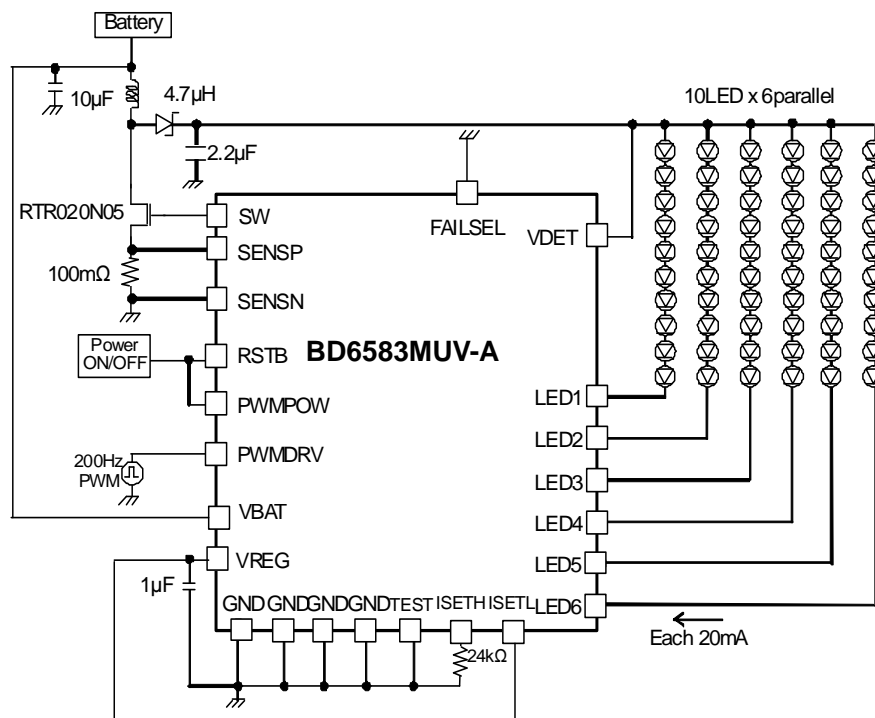 Battery
10µF
4.7µH
10LED x 6parallel
2.2µF
RTR020N05
SW
FAILSEL
VDET
SENSP
100mΩ
SENSN
Power
ON/OFF
RSTB
BD6583MUV-A
PWMPOW
LED1
200Hz
PWM
PWMDRV
LED2
LED3
VBAT
LED4
VREG
LED5
1µF
GND GND GND GND TEST ISETH ISETL
LED6
24kΩ
Each 20mA